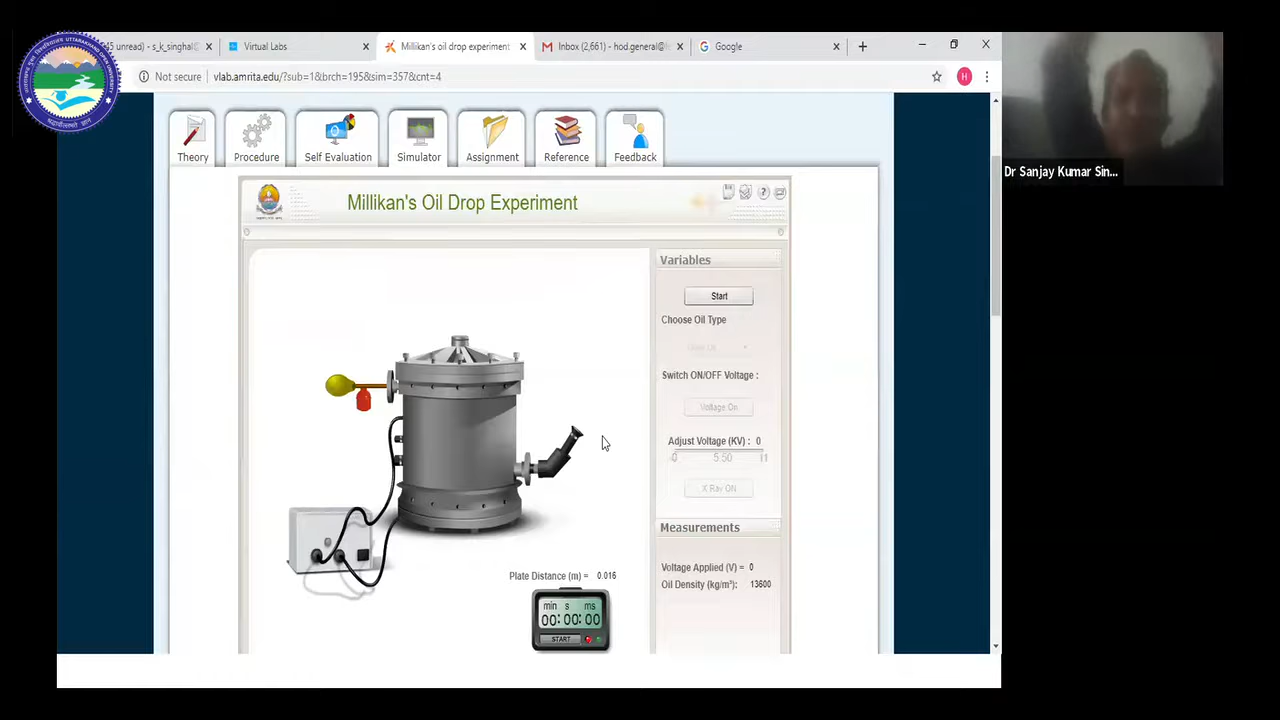 45 unread) - s_k_singhal@
Virtual Labs
Millikan's oil drop experiment
Inbox (2,661) - hod.general@
Google
Not secure
vlab.amrita.edu/?sub=1&brch=195&sim=357&cnt=4
H
Theory
Procedure
Self Evaluation
Simulator
Assignment
Reference
Feedback
Dr Sanjay Kumar Sin...
Millikan's Oil Drop Experiment
Variables
Start
Choose Oil Type
Switch ON/OFF Voltage :
Voltage On
Adjust Voltage (KV) : 0
0 5.50 11
X Ray ON
Measurements
Voltage Applied (V) = 0
Oil Density (kg/m³): 13600
Plate Distance (m) = 0.016
min s ms
00: 00: 00
START